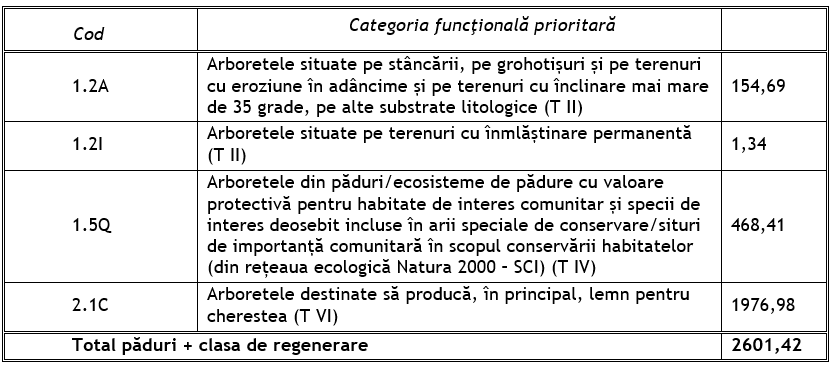 Cod
Categoria funcţională prioritară
1.2A
Arboretele situate pe stâncării, pe grohotișuri și pe terenuri
cu eroziune în adâncime și pe terenuri cu înclinare mai mare
de 35 grade, pe alte substrate litologice (T II)
154,69
1.2I
Arboretele situate pe terenuri cu înmlăștinare permanentă
(T II)
1,34
1.5Q
Arboretele din păduri/ecosisteme de pădure cu valoare
protectivă pentru habitate de interes comunitar și specii de
interes deosebit incluse în arii speciale de conservare/situri
de importanță comunitară în scopul conservării habitatelor
(din rețeaua ecologică Natura 2000 – SCI) (T IV)
468,41
2.1C
Arboretele destinate să producă, în principal, lemn pentru
cherestea (T VI)
1976,98
Total păduri + clasa de regenerare
2601,42